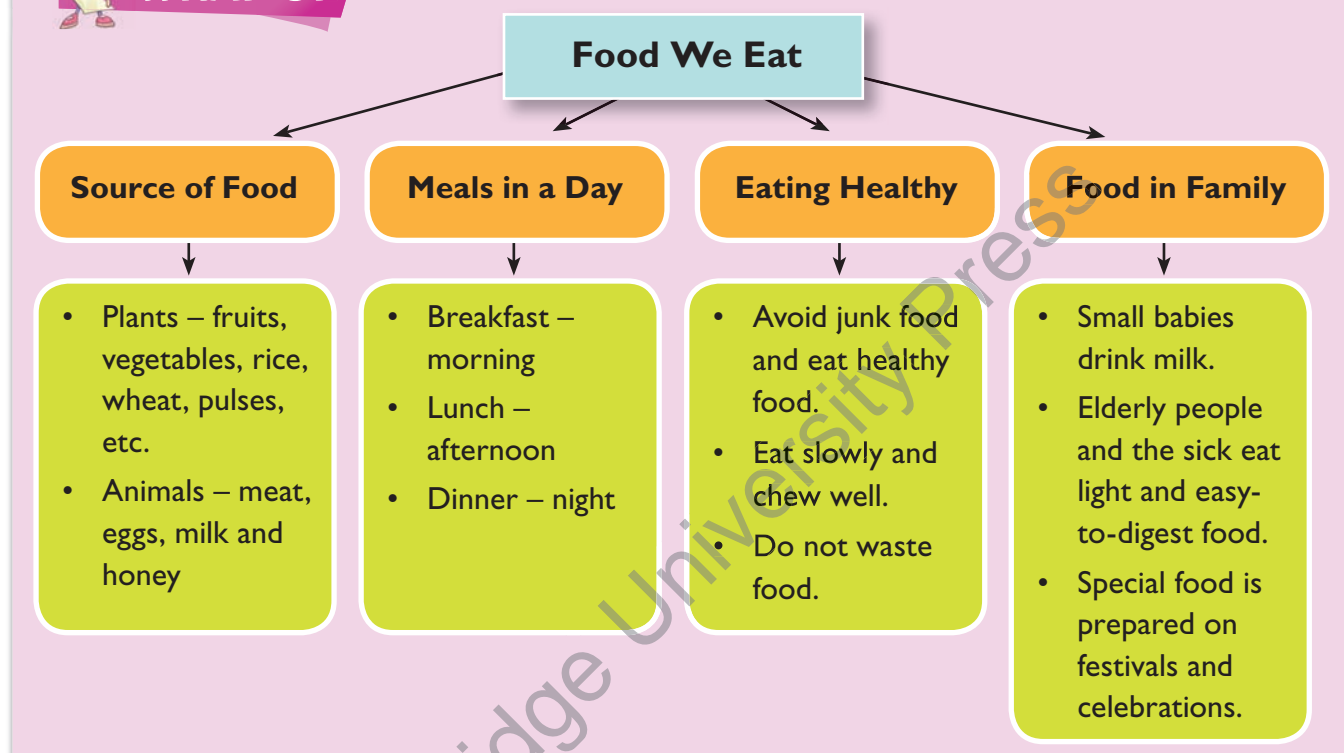 Food We Eat
Source of Food
Meals in a Day
Eating Healthy
Food in Family
• Plants – fruits,
vegetables, rice,
wheat, pulses,
etc.
• Animals – meat,
eggs, milk and
honey
• Breakfast –
morning
• Lunch –
afternoon
• Dinner – night
• Avoid junk food
and eat healthy
food.
• Eat slowly and
chew well.
• Do not waste
food.
• Small babies
drink milk.
• Elderly people
and the sick eat
light and easy-
to-digest food.
• Special food is
prepared on
festivals and
celebrations.
University Press